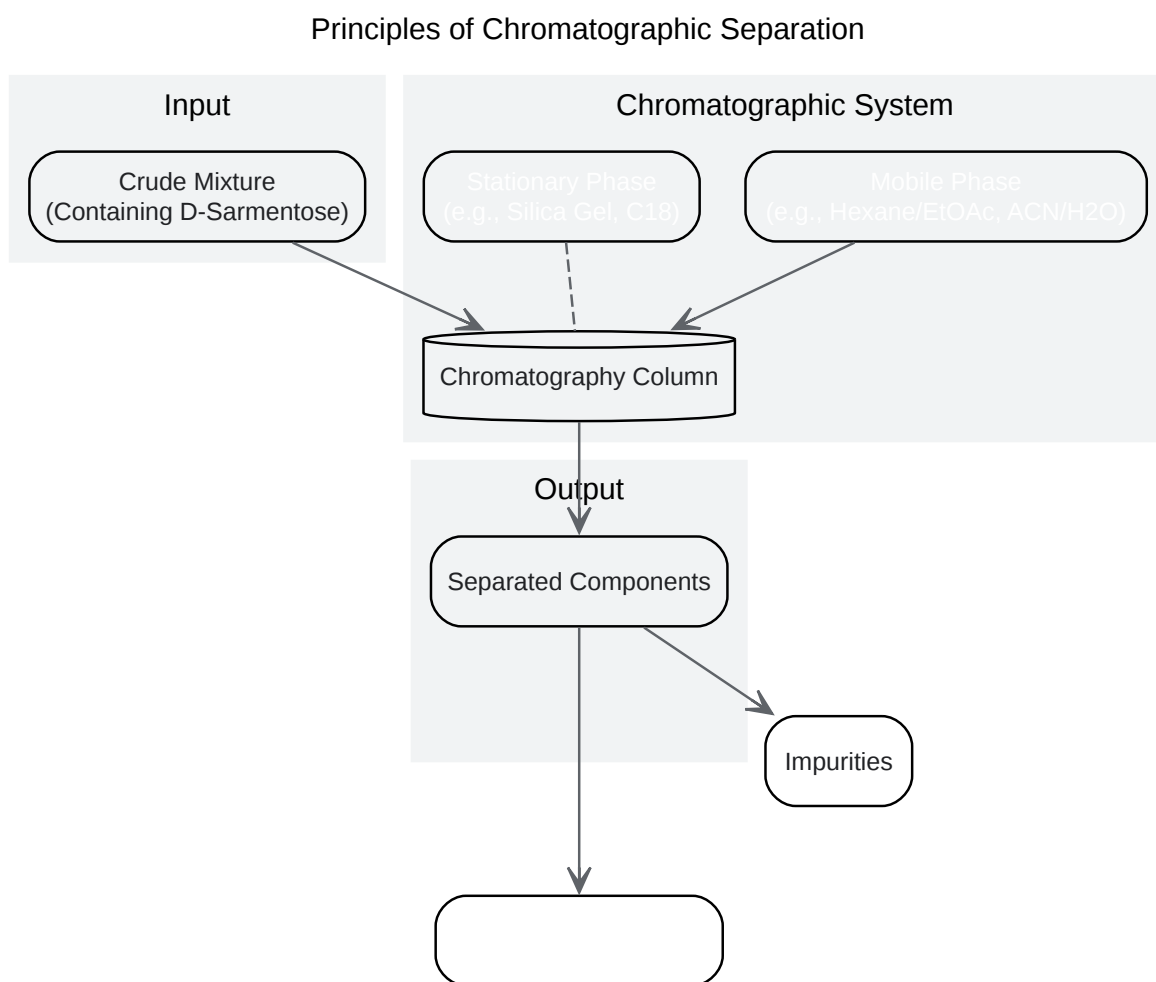 Principles of Chromatographic Separation
Input
Chromatographic System
Crude Mixture
(Containing D-Sarmentose)
Stationary Phase
(e.g., Silica Gel, C18)
Mobile Phase
(e.g., Hexane/EtOAc, ACN/H2O)
Chromatography Column
Output
Separated Components
Impurities